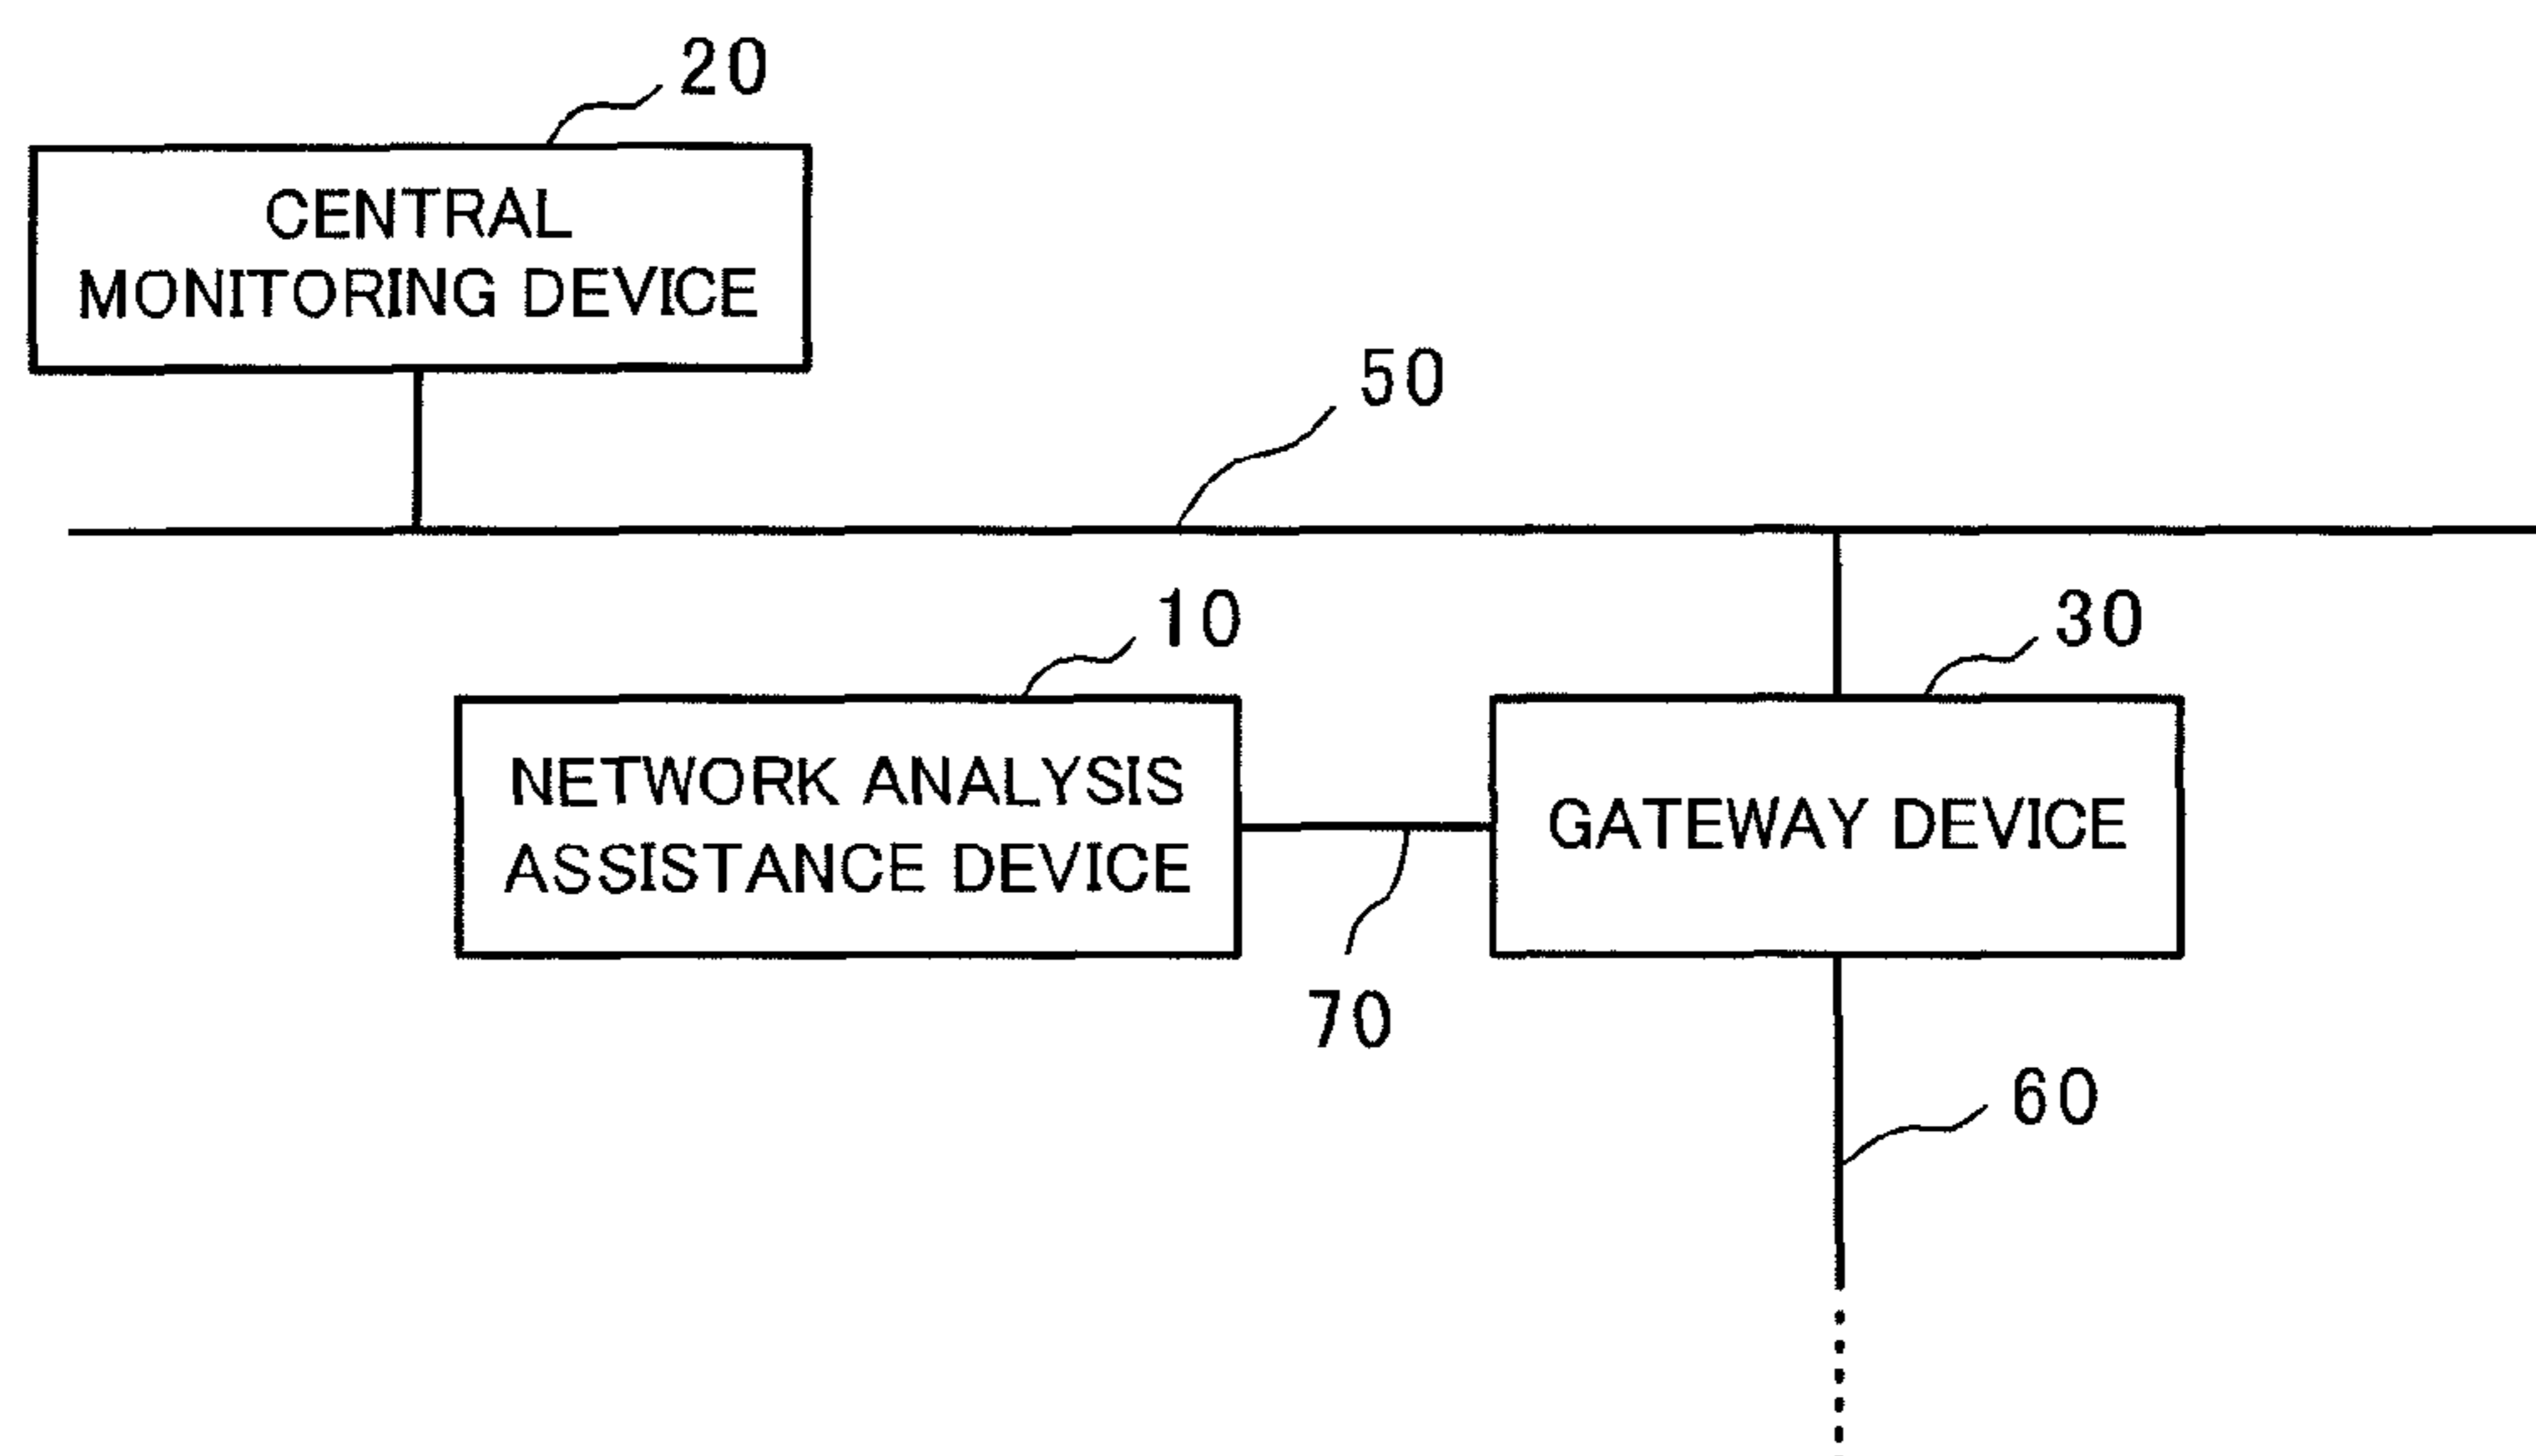 20
CENTRAL
MONITORING DEVICE
50
10
30
NETWORK ANALYSIS
ASSISTANCE DEVICE
GATEWAY DEVICE
70
60